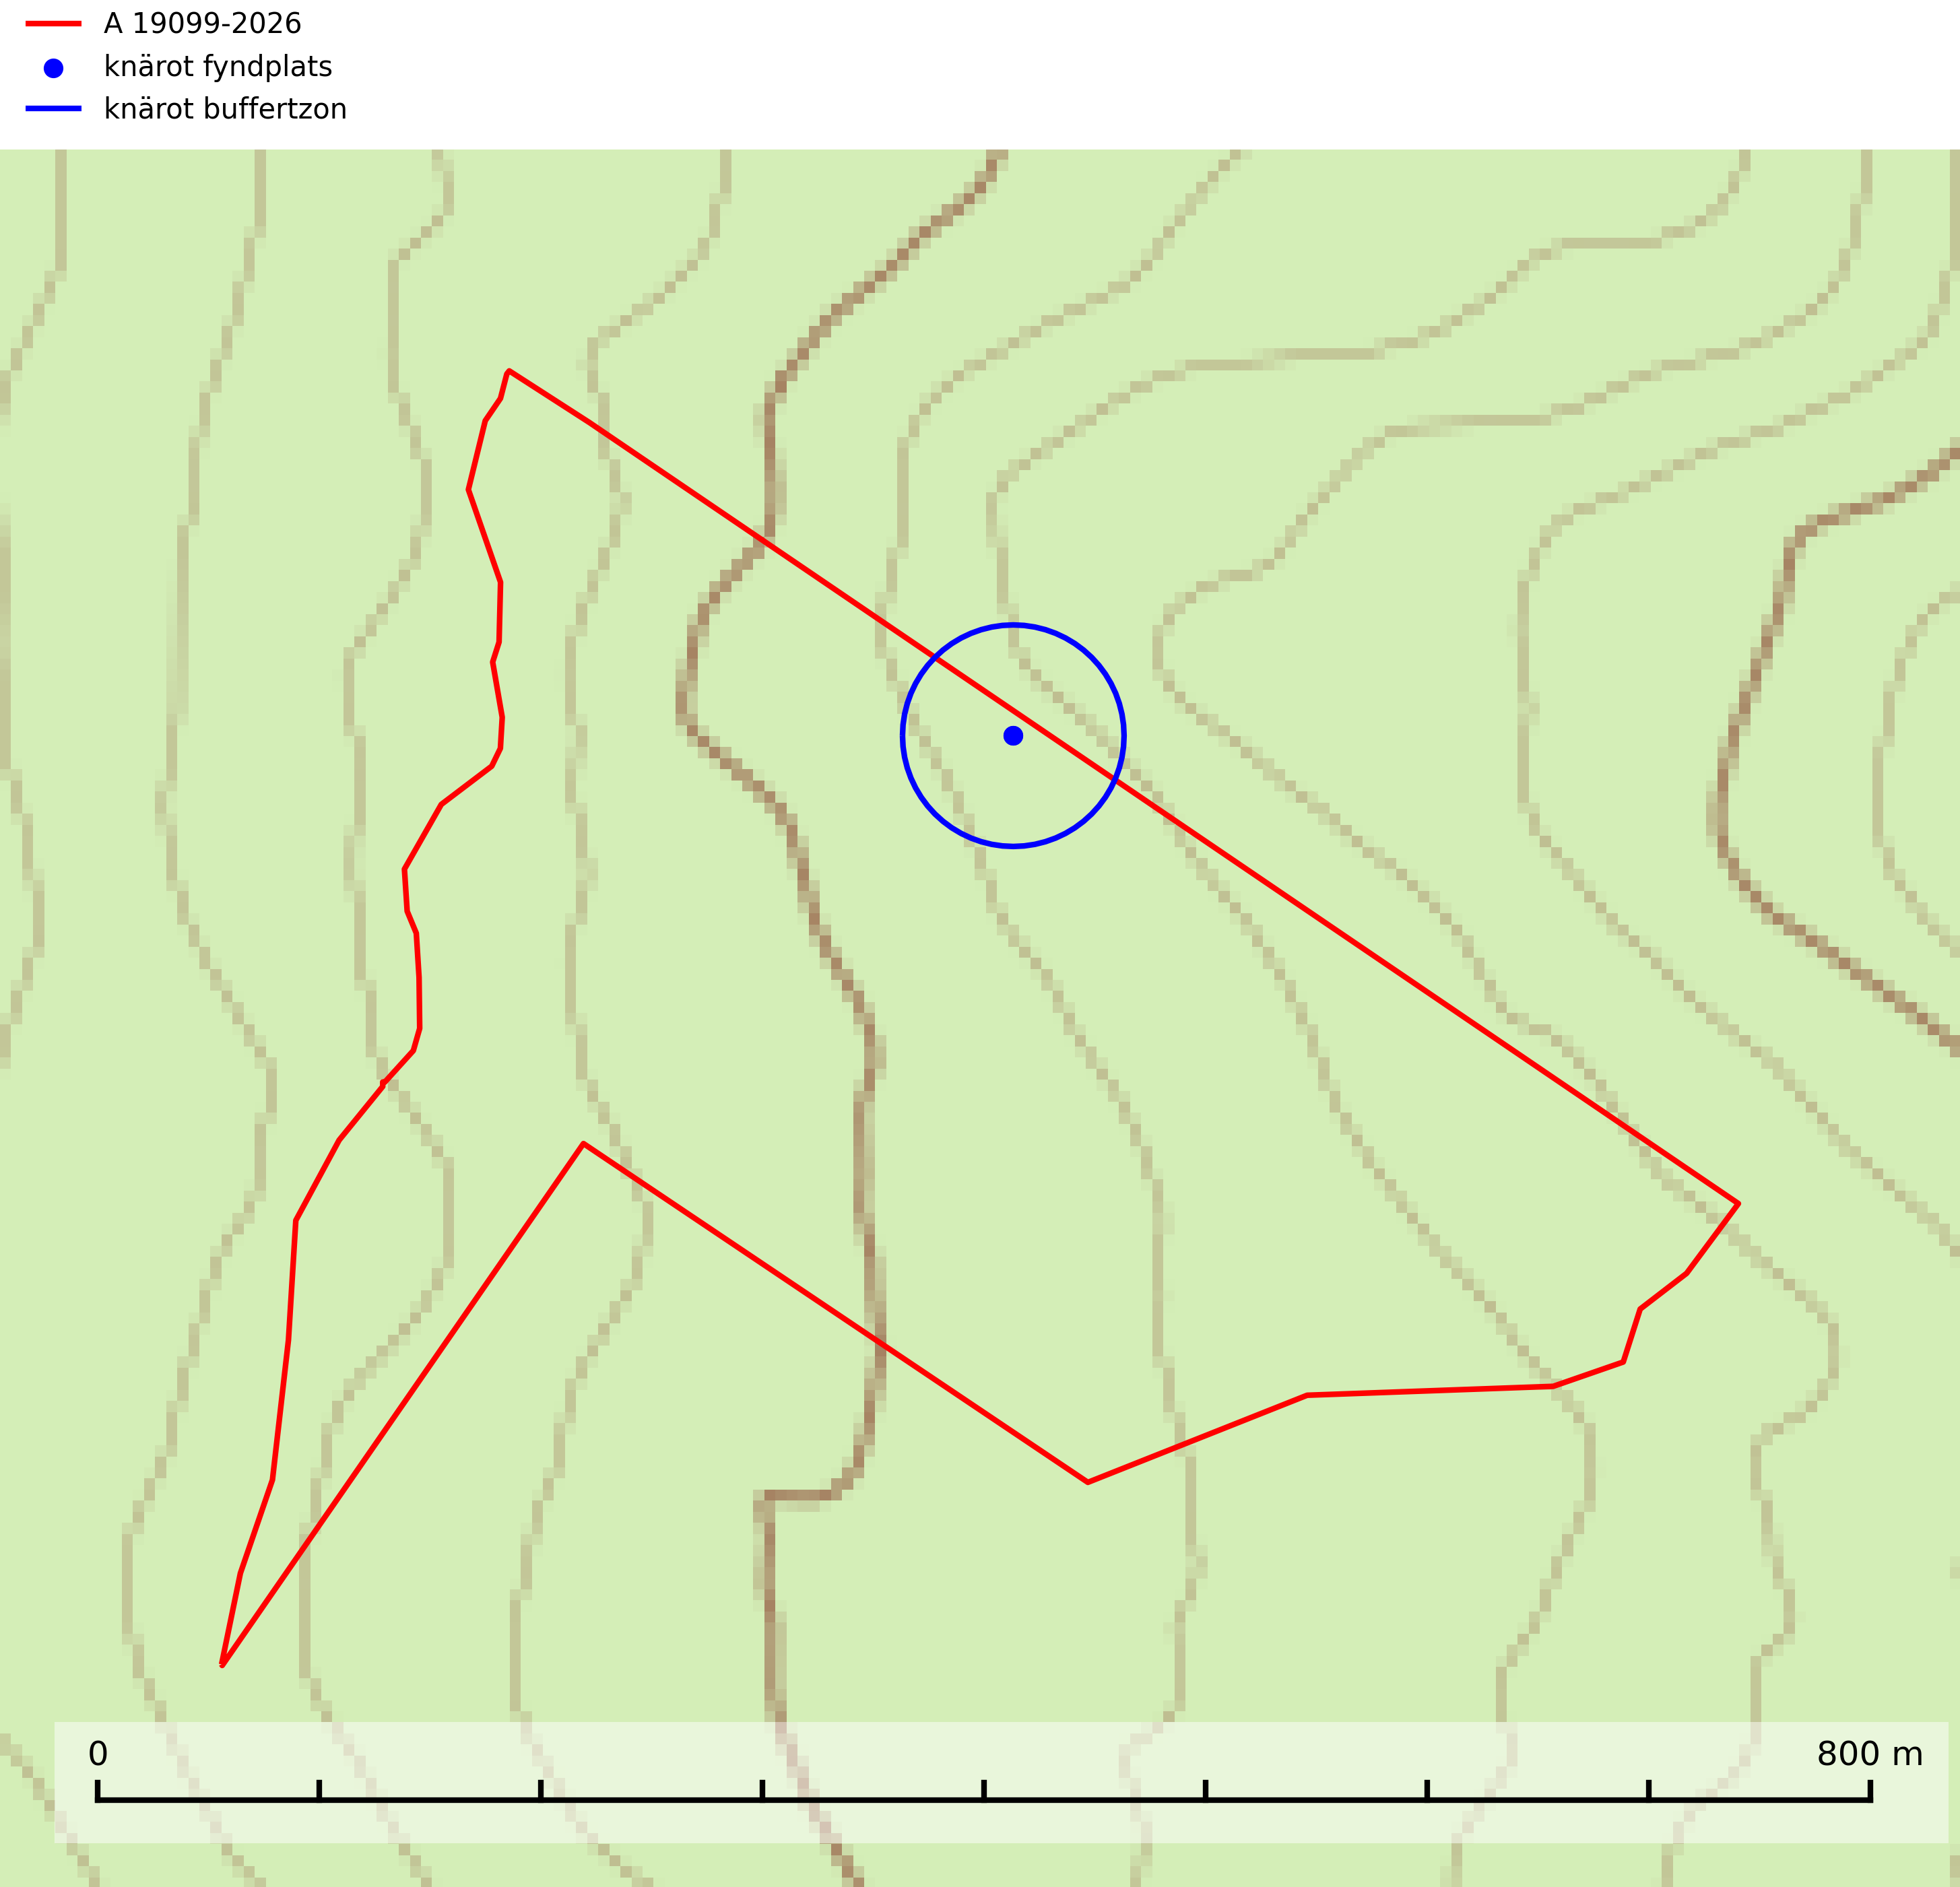 A 19099-2026
knärot fyndplats
knärot buffertzon
0
800 m